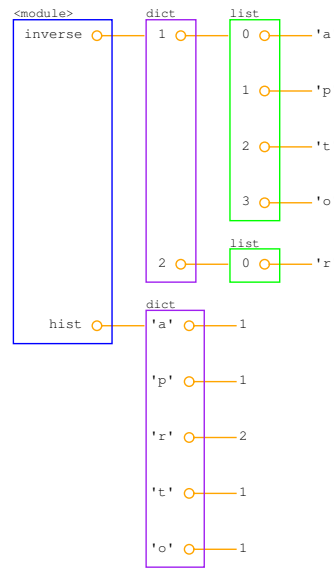 <module> dict list
inverse 1 0 'a
1 'p
2 't
3 'o
list
2 0 'r
dict
hist 'a' 1
'p' 1
'r' 2
't' 1
'o' 1